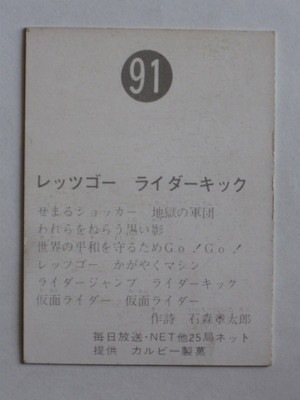 91
レッツゴー　ライダーキック
せまるショッカー　地獄の軍団
われらをねらう黒い影
世界の平和を守るためGo！Go！
レッツゴー　かがやくマシン
ライダージャンプ　ライダーキック
仮面ライダー　仮面ライダー
作詩　石森章太郎
毎日放送・NET他25局ネット
提供　カルビー製菓